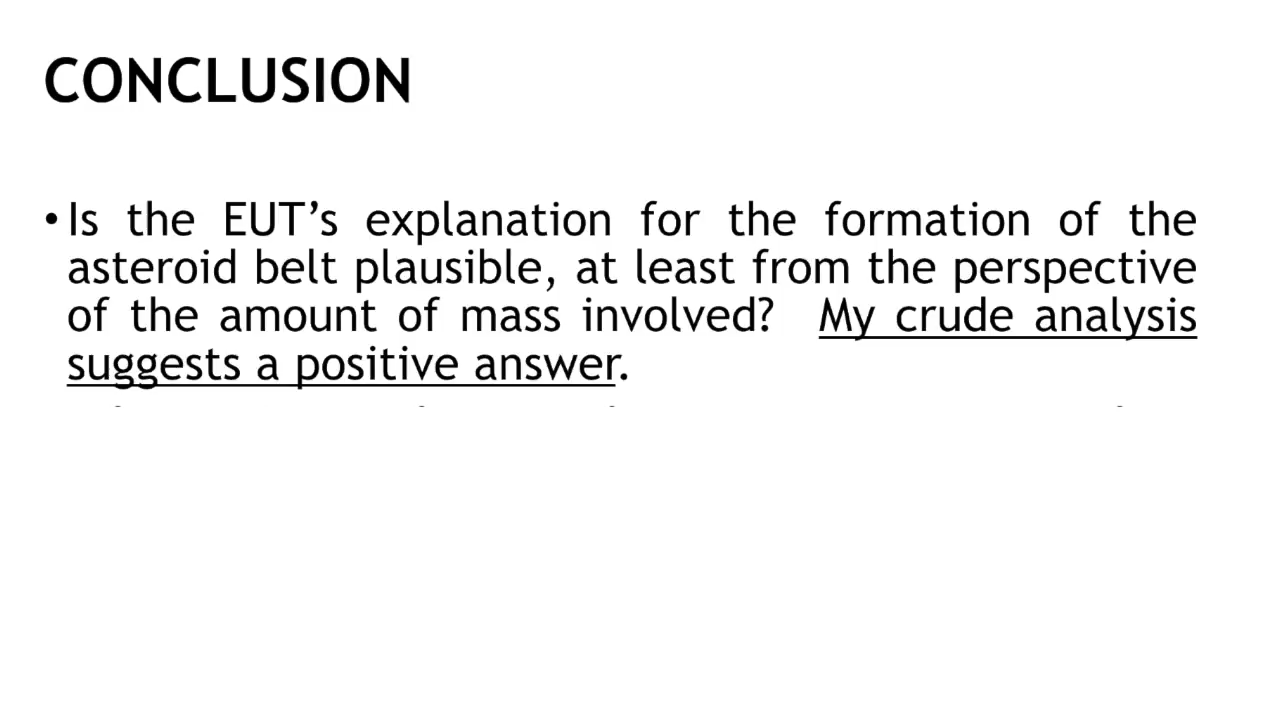 CONCLUSION
• Is the EUT’s explanation for the formation of the
asteroid belt plausible, at least from the perspective
of the amount of mass involved? My crude analysis
suggests a positive answer.